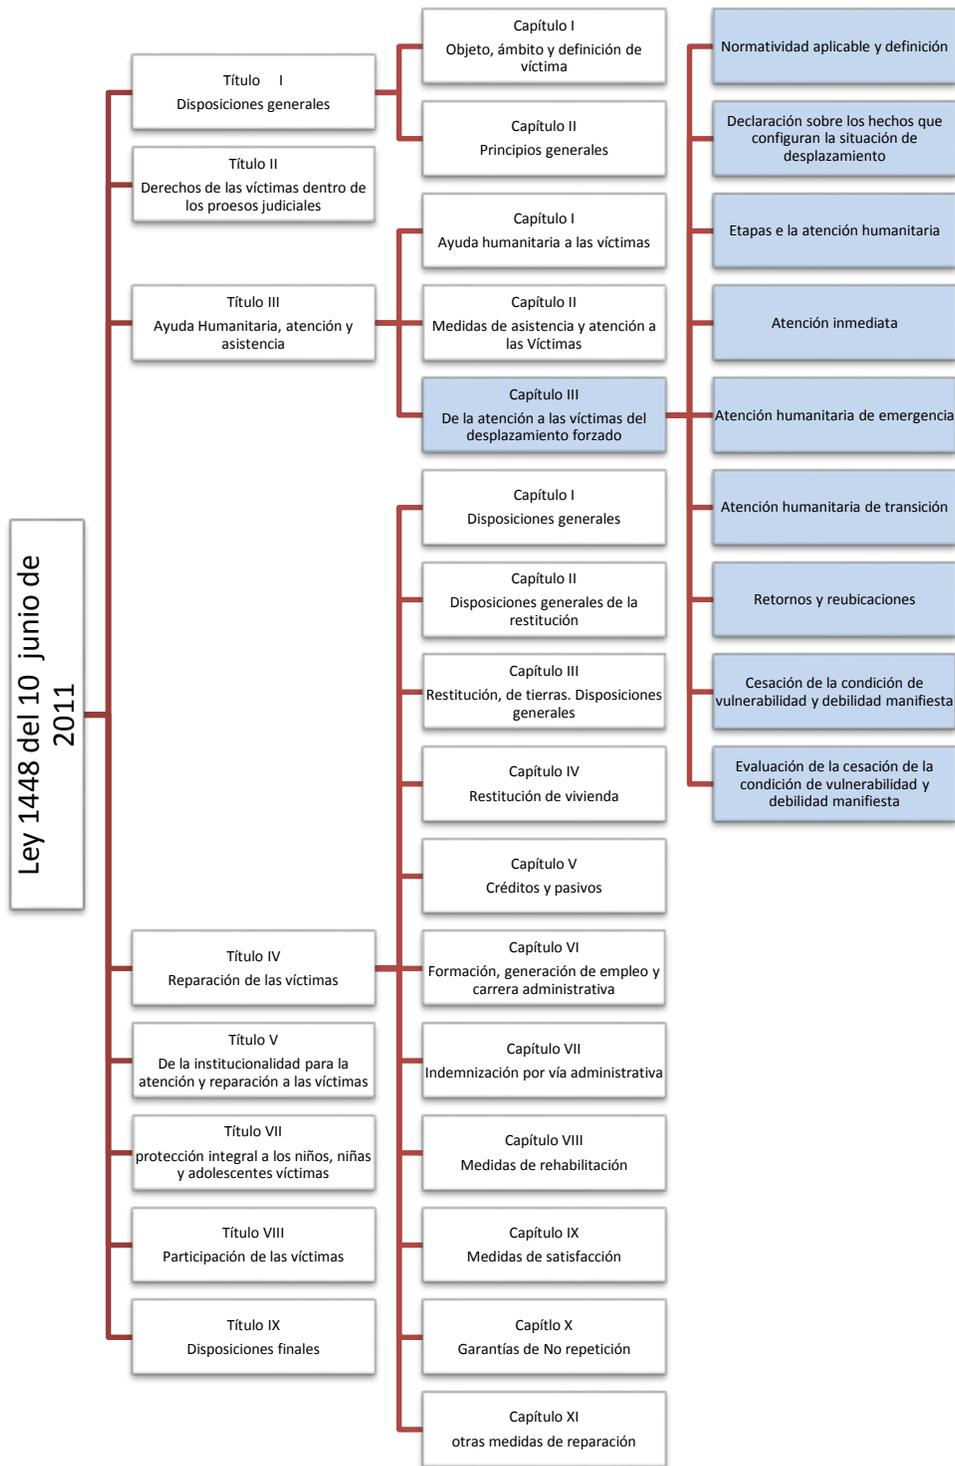 Ley 1448 del 10 junio de
2011
Título I
Disposiciones generales
Capítulo I
Objeto, ámbito y definición de
víctima
Capítulo II
Principios generales
Título II
Derechos de las víctimas dentro de
los proesos judiciales
Título III
Ayuda Humanitaria, atención y
asistencia
Capítulo I
Ayuda humanitaria a las víctimas
Capítulo II
Medidas de asistencia y atención a
las Víctimas
Capítulo III
De la atención a las víctimas del
desplazamiento forzado
Normatividad aplicable y definición
Declaración sobre los hechos que
configuran la situación de
desplazamiento
Etapas e la atención humanitaria
Atención inmediata
Atención humanitaria de emergencia
Atención humanitaria de transición
Retornos y reubicaciones
Cesación de la condición de
vulnerabilidad y debilidad manifiesta
Evaluación de la cesación de la
condición de vulnerabilidad y
debilidad manifiesta
Título IV
Reparación de las víctimas
Capítulo I
Disposiciones generales
Capítulo II
Disposiciones generales de la
restitución
Capítulo III
Restitución, de tierras. Disposiciones
generales
Capítulo IV
Restitución de vivienda
Capítulo V
Créditos y pasivos
Capítulo VI
Formación, generación de empleo y
carrera administrativa
Capítulo VII
Indemnización por vía administrativa
Capítulo VIII
Medidas de rehabilitación
Capítulo IX
Medidas de satisfacción
Capítlo X
Garantías de No repetición
Capítulo XI
otras medidas de reparación
Título V
De la institucionalidad para la
atención y reparación a las víctimas
Título VII
protección integral a los niños, niñas
y adolescentes víctimas
Título VIII
Participación de las víctimas
Título IX
Disposiciones finales